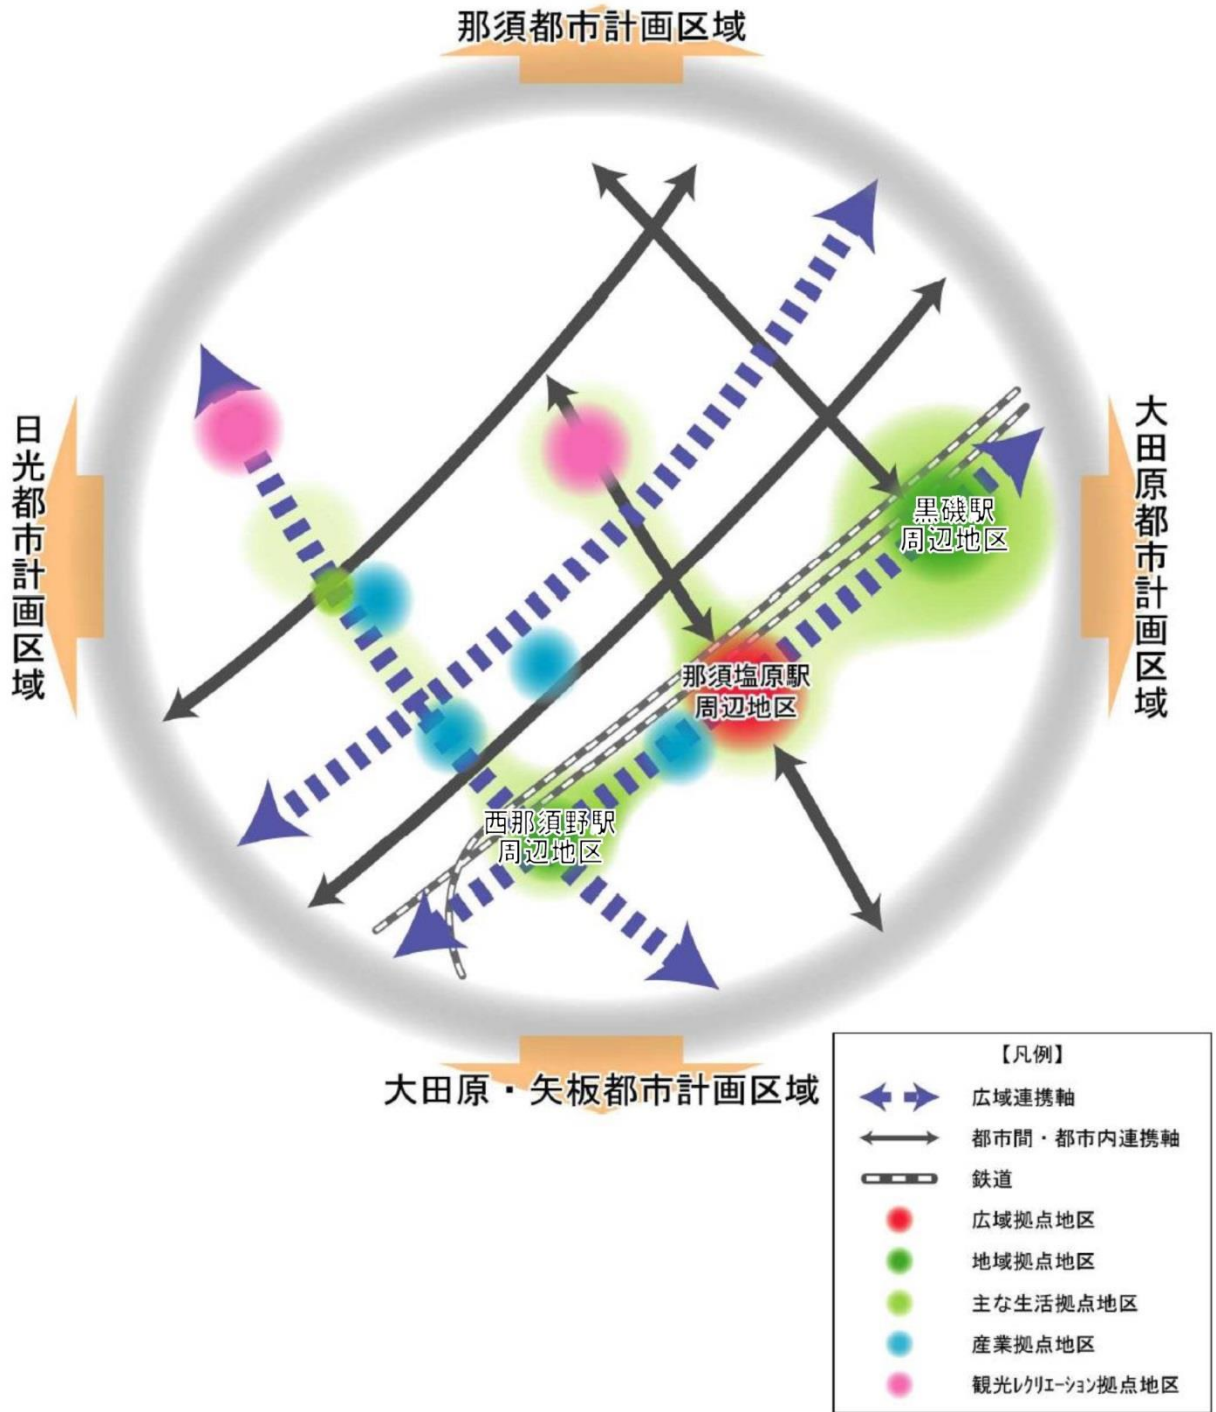 那須都市計画区域
日光都市計画区域
大田原都市計画区域
黒磯駅
周辺地区
那須塩原駅
周辺地区
西那須野駅
周辺地区
大田原・矢板都市計画区域
【凡例】
広域連携軸
都市間・都市内連携軸
鉄道
広域拠点地区
地域拠点地区
主な生活拠点地区
産業拠点地区
観光ﾚｸﾘｴｰｼｮﾝ拠点地区